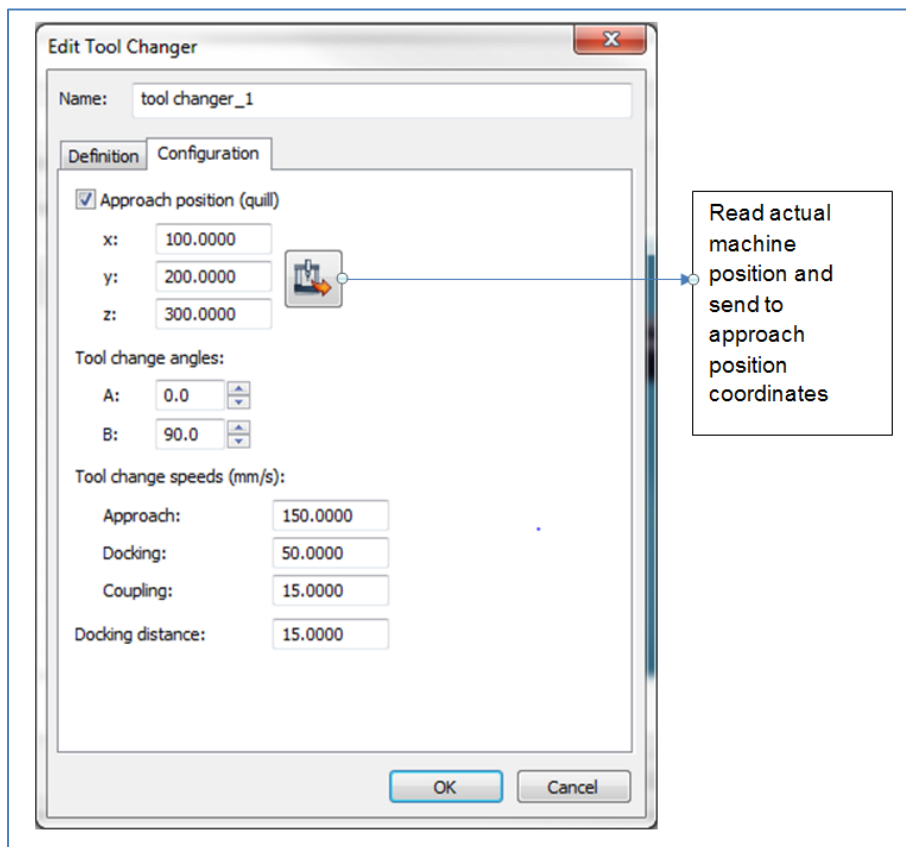 Edit Tool Changer
Name: tool changer_1
Definition Configuration
Approach position (quill)
x: 100.0000
y: 200.0000
z: 300.0000
Read actual
machine
position and
send to
approach
position
coordinates
Tool change angles:
A: 0.0
B: 90.0
Tool change speeds (mm/s):
Approach: 150.0000
Docking: 50.0000
Coupling: 15.0000
Docking distance: 15.0000
OK Cancel